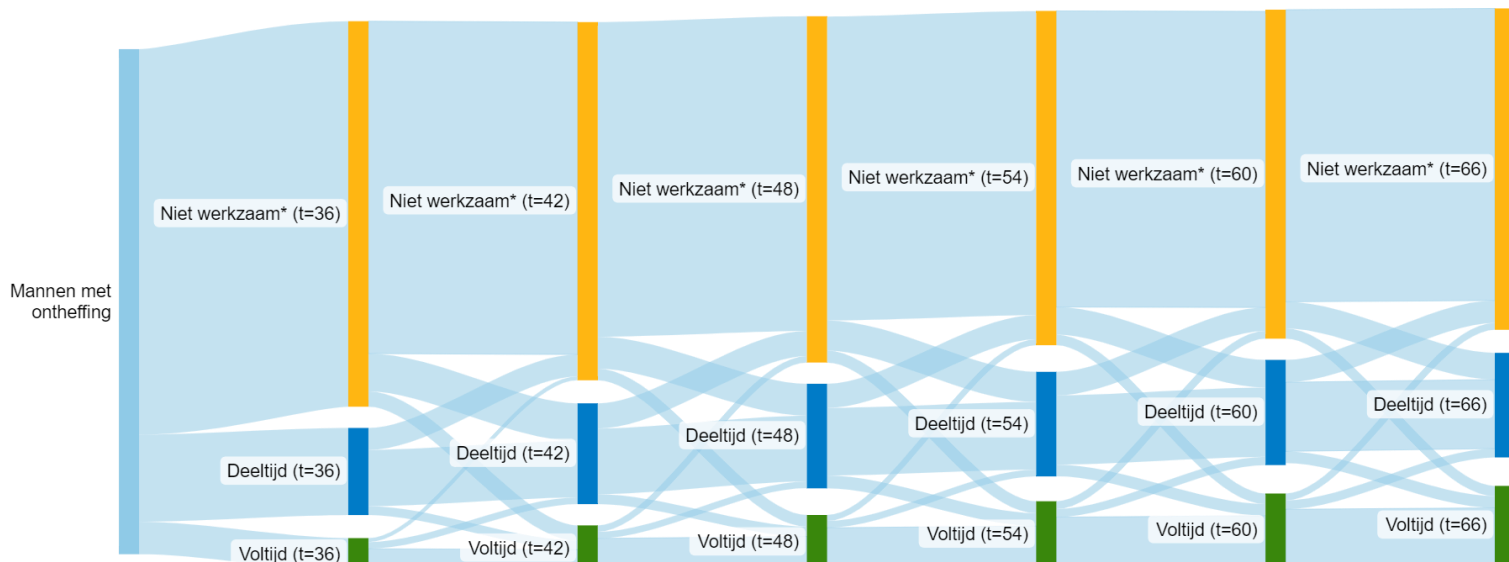 Mannen met
ontheffing
Niet werkzaam* (t=36)
Deeltijd (t=36)
Voltijd (t=36)
Niet werkzaam* (t=42)
Deeltijd (t=42)
Voltijd (t=42)
Niet werkzaam* (t=48)
Deeltijd (t=48)
Voltijd (t=48)
Niet werkzaam* (t=54)
Deeltijd (t=54)
Voltijd (t=54)
Niet werkzaam* (t=60)
Deeltijd (t=60)
Voltijd (t=60)
Niet werkzaam* (t=66)
Deeltijd (t=66)
Voltijd (t=66)